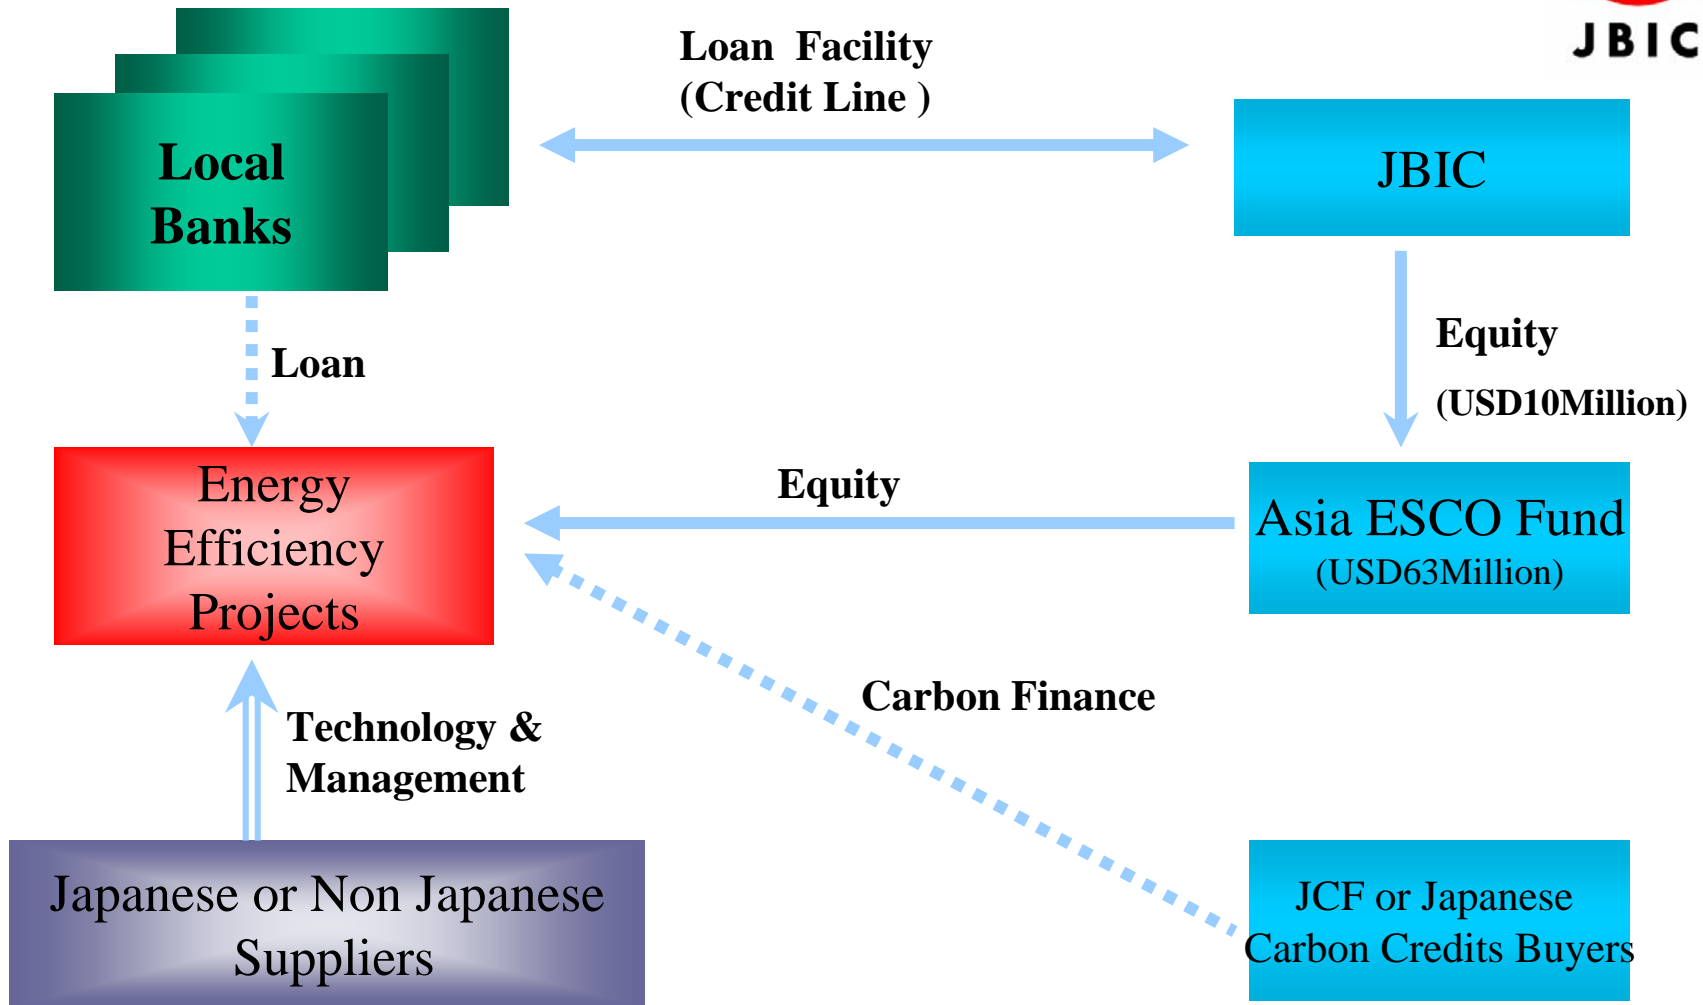 JBIC
Loan Facility
(Credit Line )
Local
Banks
JBIC
Loan
Equity
(USD10Million)
Energy
Efficiency
Projects
Equity
Asia ESCO Fund
(USD63Million)
Carbon Finance
Technology &
Management
Japanese or Non Japanese
Suppliers
JCF or Japanese
Carbon Credits Buyers